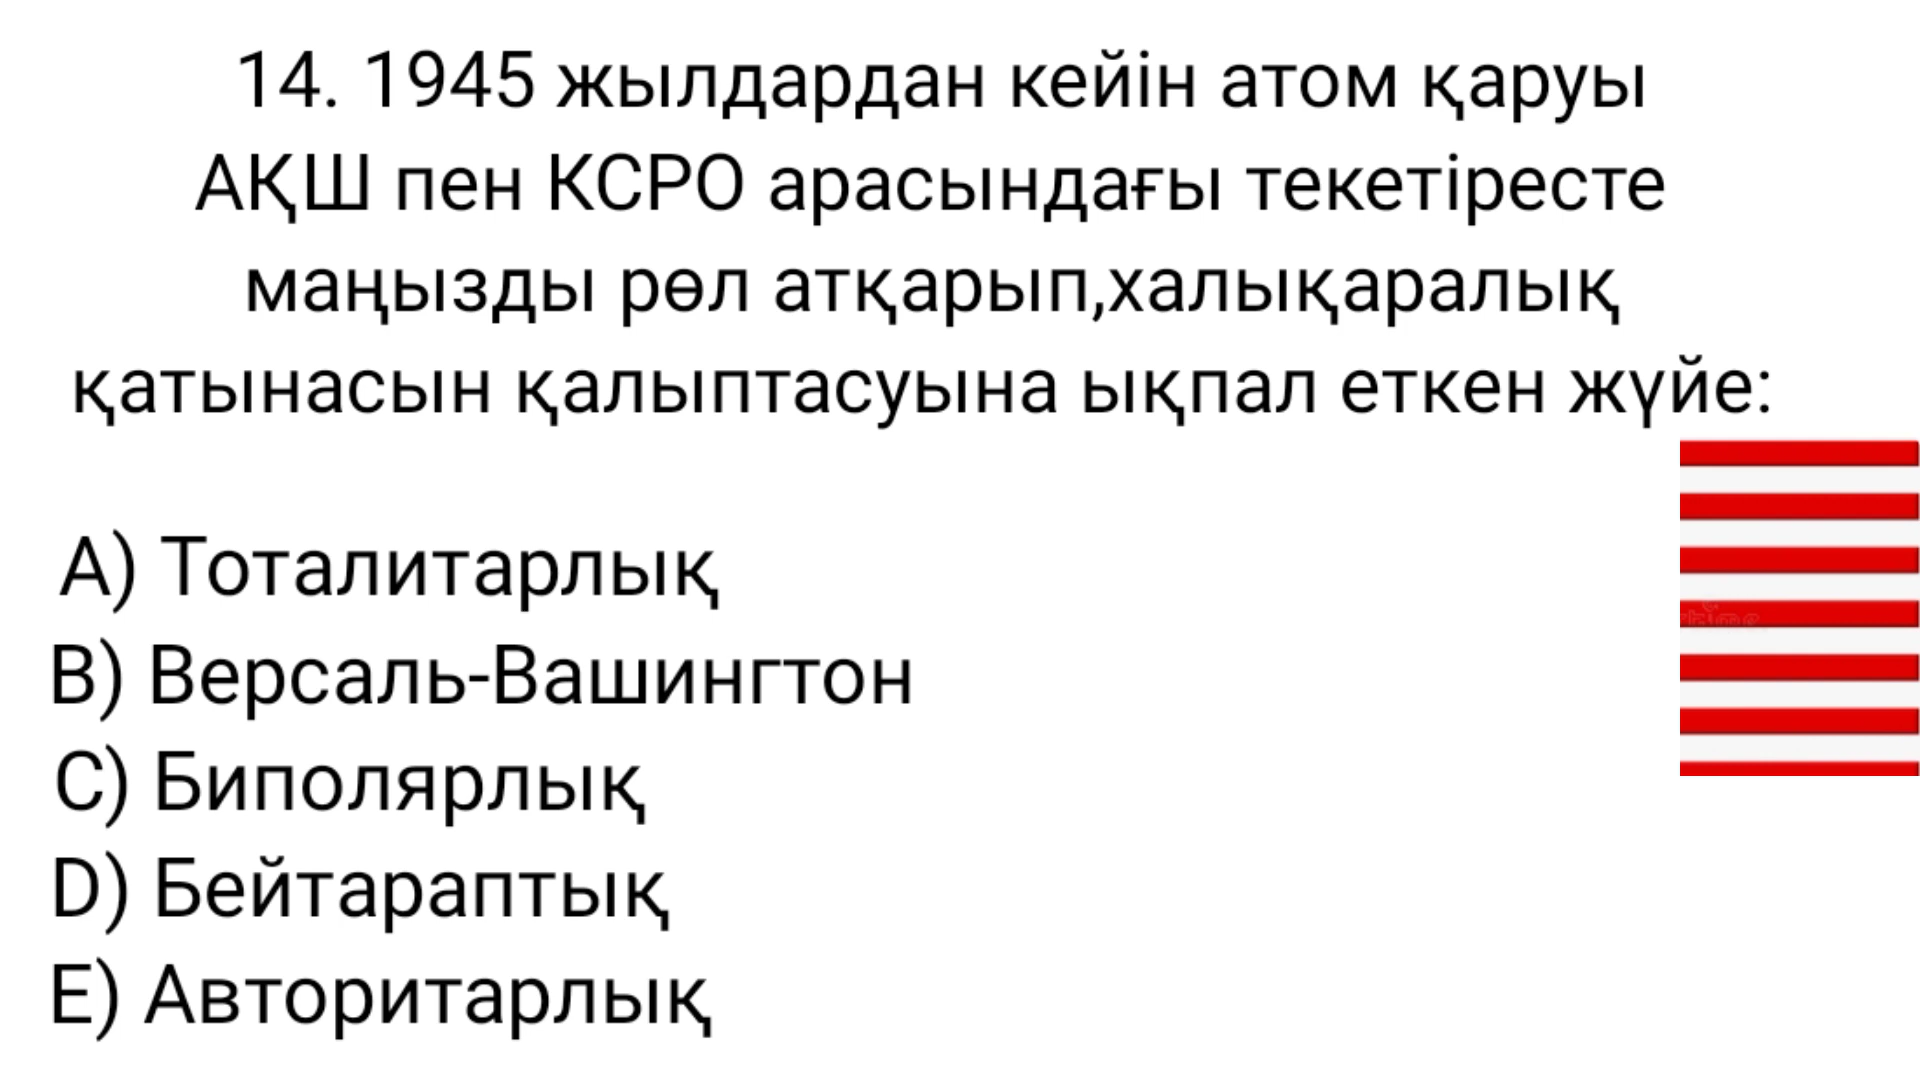 14. 1945 жылдардан кейін атом қаруы
АҚШ пен КСРО арасындағы текетіресте
маңызды рөл атқарып,халықаралық
қатынасын қалыптасуына ықпал еткен жүйе:
A) Тоталитарлық
B) Версаль-Вашингтон
C) Биполярлық
D) Бейтараптық
E) Авторитарлық